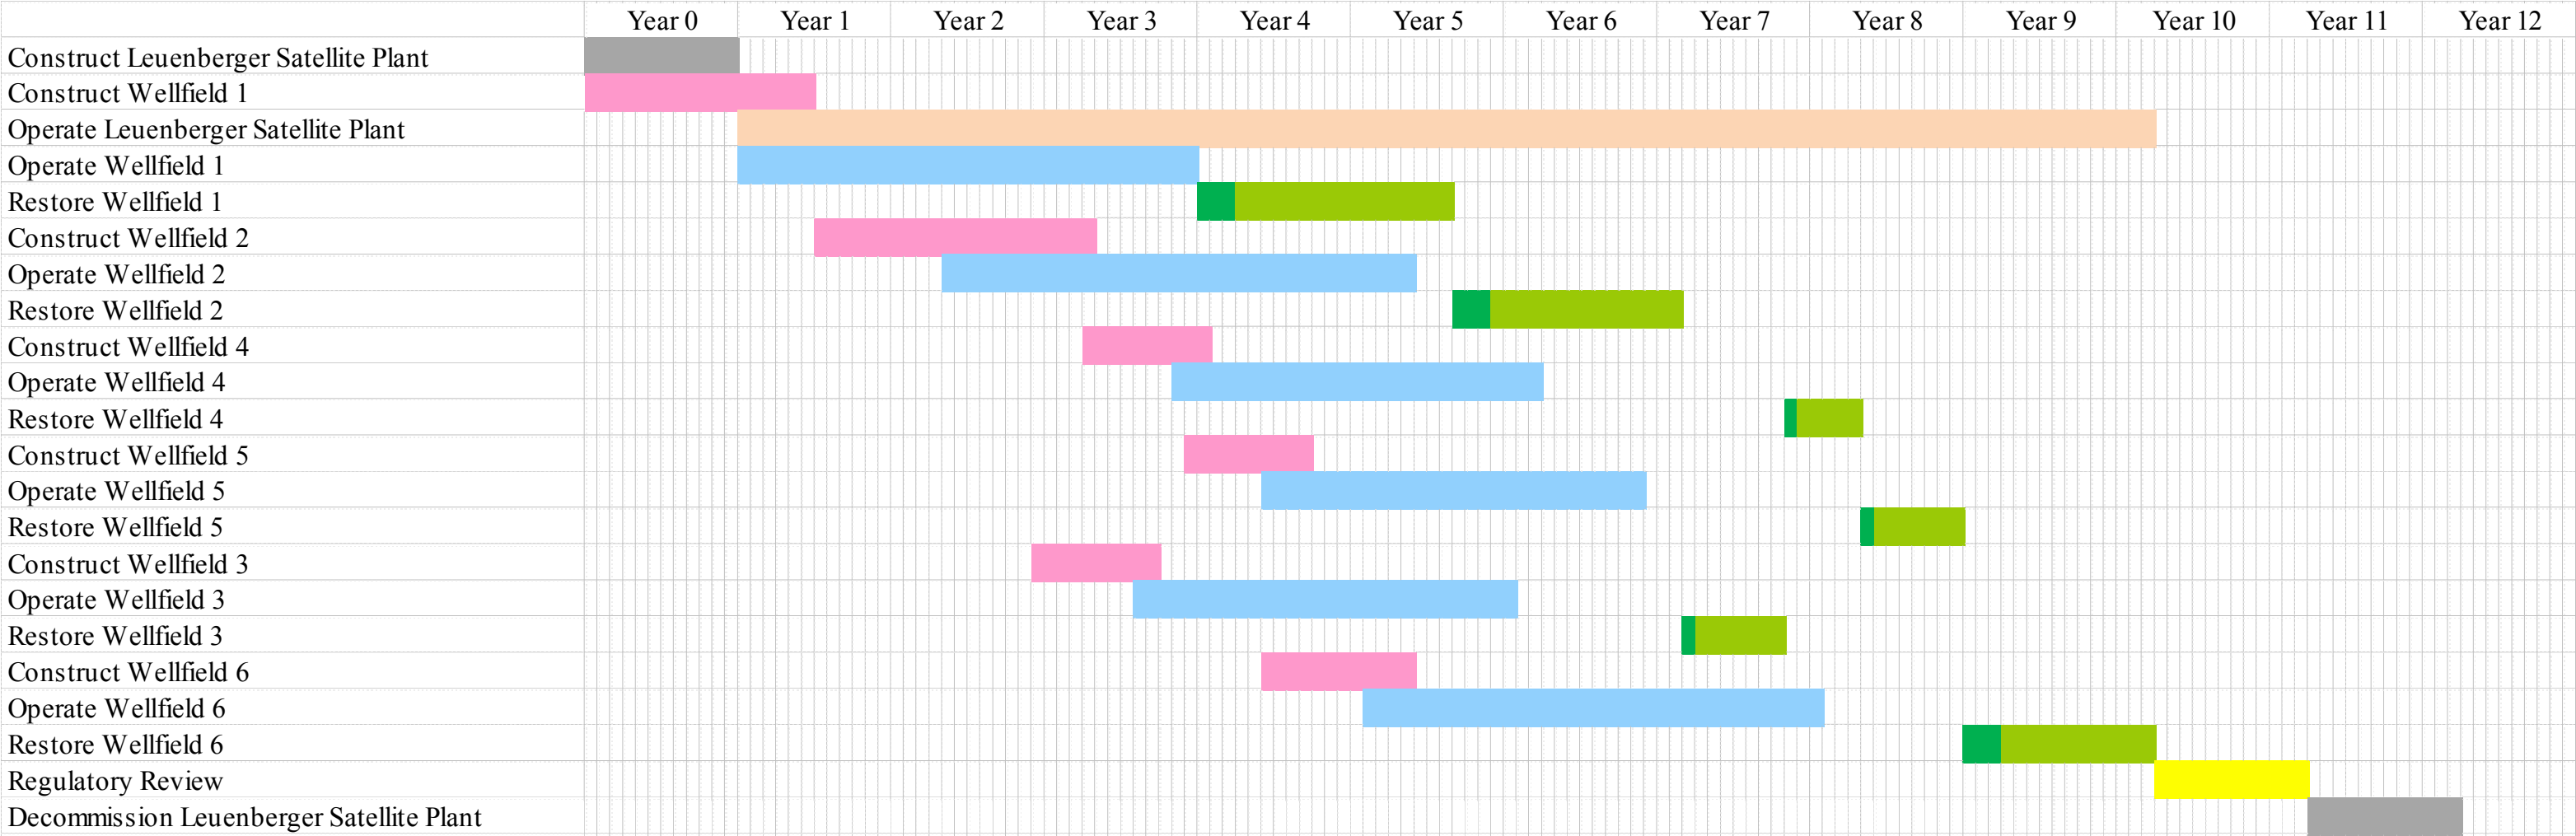 Year 0 Year 1 Year 2 Year 3 Year 4 Year 5 Year 6 Year 7 Year 8 Year 9 Year 10 Year 11 Year 12
Construct Leuenberger Satellite Plant
Construct Wellfield 1
Operate Leuenberger Satellite Plant
Operate Wellfield 1
Restore Wellfield 1
Construct Wellfield 2
Operate Wellfield 2
Restore Wellfield 2
Construct Wellfield 4
Operate Wellfield 4
Restore Wellfield 4
Construct Wellfield 5
Operate Wellfield 5
Restore Wellfield 5
Construct Wellfield 3
Operate Wellfield 3
Restore Wellfield 3
Construct Wellfield 6
Operate Wellfield 6
Restore Wellfield 6
Regulatory Review
Decommission Leuenberger Satellite Plant